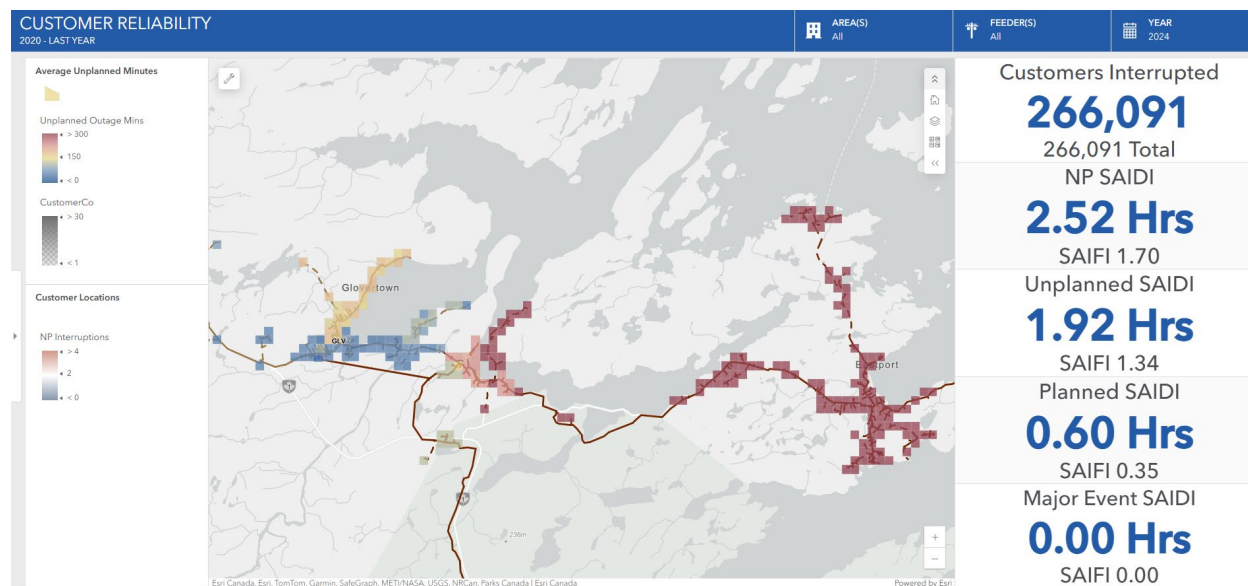 CUSTOMER RELIABILITY
2020 - LAST YEAR
AREA(S)
All
FEEDER(S)
All
YEAR
2024
Average Unplanned Minutes
Unplanned Outage Mins
> 300
150
< 0
CustomerCo
> 30
< 1
Customer Locations
NP Interruptions
> 4
2
< 0
Glovertown
GLV
Eastport
1
1
236m
Esri Canada, Esri, TomTom, Garmin, SafeGraph, METI/NASA, USGS, NRCan, Parks Canada | Esri Canada
Powered by Esri
Customers Interrupted
266,091
266,091 Total
NP SAIDI
2.52 Hrs
SAIFI 1.70
Unplanned SAIDI
1.92 Hrs
SAIFI 1.34
Planned SAIDI
0.60 Hrs
SAIFI 0.35
Major Event SAIDI
0.00 Hrs
SAIFI 0.00